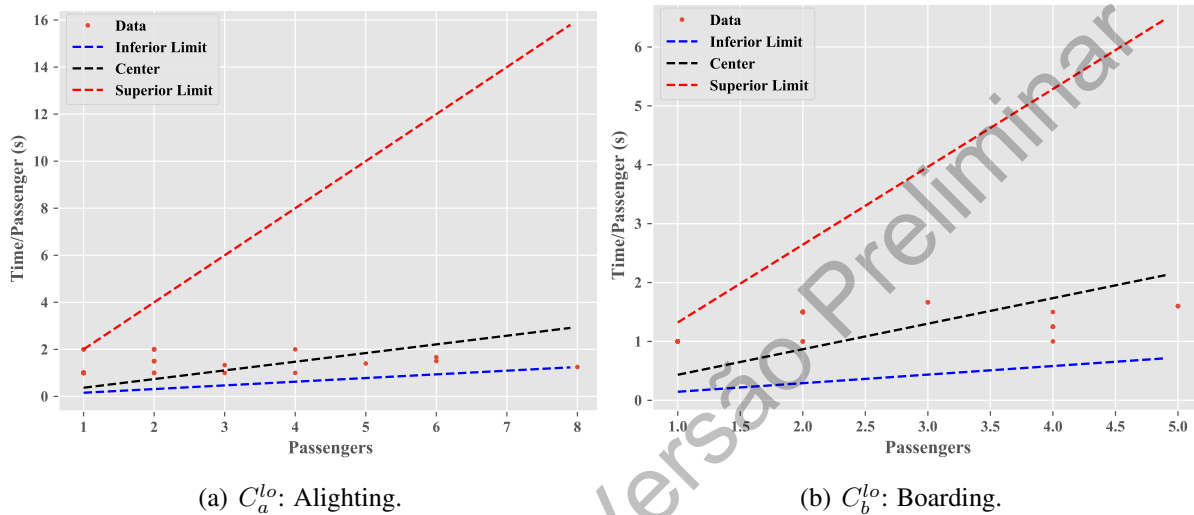 16
14
12
10
8
6
4
2
0
Time/Passenger (s)
Data
Inferior Limit
Center
Superior Limit
1 2 3 4 5 6 7 8
Passengers
(a) C_a^{lo}: Alighting.
6
5
4
3
2
1
0
Time/Passenger (s)
Data
Inferior Limit
Center
Superior Limit
1.0 1.5 2.0 2.5 3.0 3.5 4.0 4.5 5.0
Passengers
(b) C_b^{lo}: Boarding.
Versão Preliminar